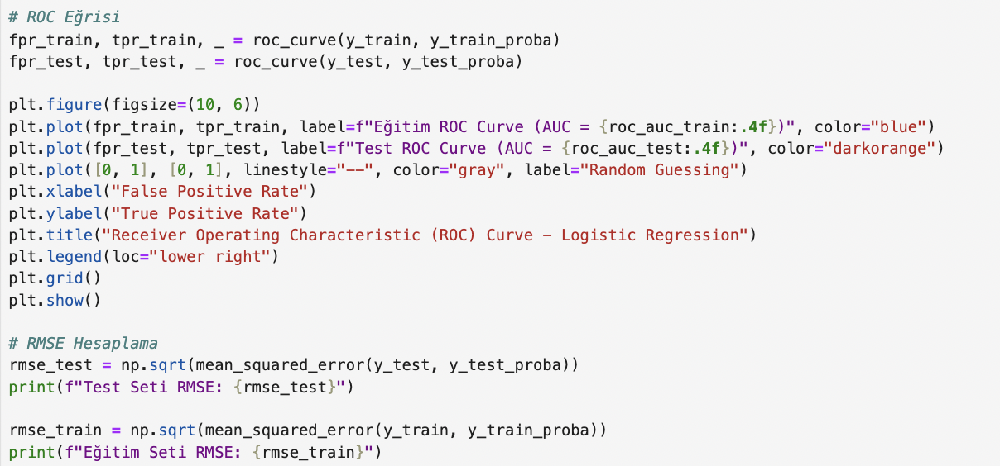 # ROC Eğrisi
fpr_train, tpr_train, _ = roc_curve(y_train, y_train_proba)
fpr_test, tpr_test, _ = roc_curve(y_test, y_test_proba)
plt.figure(figsize=(10, 6))
plt.plot(fpr_train, tpr_train, label=f"Eğitim ROC Curve (AUC = {roc_auc_train:.4f})", color="blue")
plt.plot(fpr_test, tpr_test, label=f"Test ROC Curve (AUC = {roc_auc_test:.4f})", color="darkorange")
plt.plot([0, 1], [0, 1], linestyle="--", color="gray", label="Random Guessing")
plt.xlabel("False Positive Rate")
plt.ylabel("True Positive Rate")
plt.title("Receiver Operating Characteristic (ROC) Curve - Logistic Regression")
plt.legend(loc="lower right")
plt.grid()
plt.show()
# RMSE Hesaplama
rmse_test = np.sqrt(mean_squared_error(y_test, y_test_proba))
print(f"Test Seti RMSE: {rmse_test}")
rmse_train = np.sqrt(mean_squared_error(y_train, y_train_proba))
print(f"Eğitim Seti RMSE: {rmse_train}")